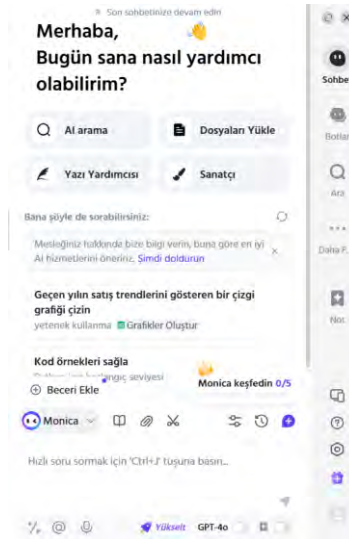 Son sohbetinize devam edin
Merhaba,
Bugün sana nasıl yardımcı
olabilirim?
AI arama
Dosyaları Yükle
Yazı Yardımcısı
Sanatçı
Bana şöyle de sorabilirsiniz:
Mesleğiniz hakkında bize bilgi verin, buna göre en iyi
AI hizmetlerini öneririz. Şimdi doldurun
Geçen yılın satış trendlerini gösteren bir çizgi
grafiği çizin
yetenek kullanma Grafikler Oluştur
Kod örnekleri sağla
seviyesi
Beceri Ekle
Monica keşfedin 0/5
Monica
Hızlı soru sormak için 'Ctrl+J' tuşuna basın...
Yükselt GPT-4o
Sohbe
Botlar
Ara
Daha F..
Not